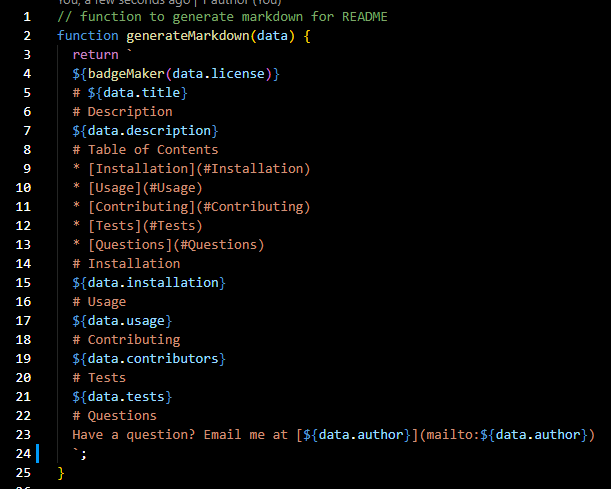 You, a few seconds ago | 1 author (You)
1 // function to generate markdown for README
2 function generateMarkdown(data) {
3 return `
4 ${badgeMaker(data.license)}
5 # ${data.title}
6 # Description
7 ${data.description}
8 # Table of Contents
9 * [Installation](#Installation)
10 * [Usage](#Usage)
11 * [Contributing](#Contributing)
12 * [Tests](#Tests)
13 * [Questions](#Questions)
14 # Installation
15 ${data.installation}
16 # Usage
17 ${data.usage}
18 # Contributing
19 ${data.contributors}
20 # Tests
21 ${data.tests}
22 # Questions
23 Have a question? Email me at [${data.author}](mailto:${data.author})
24 `;
25 }